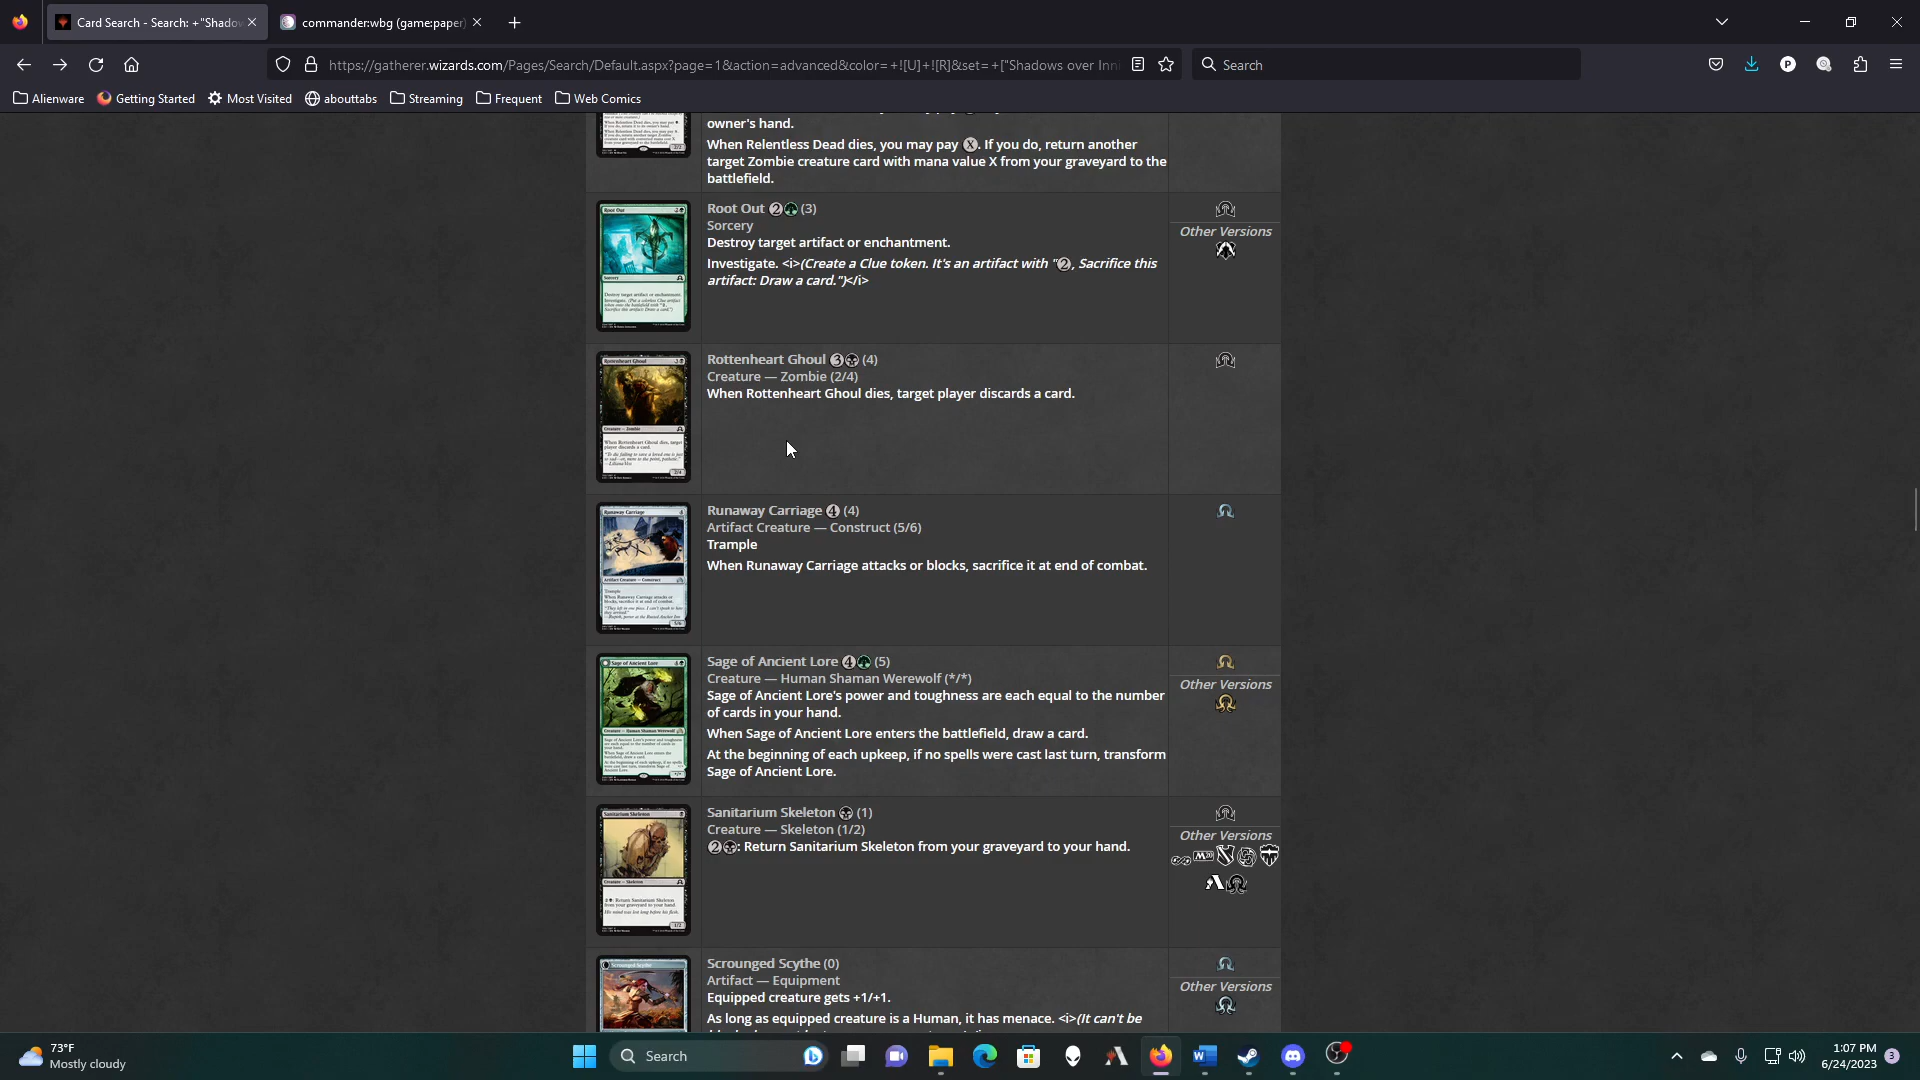 Card Search - Search: +"Shadow
commander:wbg (game:paper)
https://gatherer.wizards.com/Pages/Search/Default.aspx?page=1&action=advanced&color=+![U]+![R]&set=+["Shadows over Inni
Search
Alienware
Getting Started
Most Visited
abouttabs
Streaming
Frequent
Web Comics
owner's hand.
When Relentless Dead dies, you may pay X. If you do, return another
target Zombie creature card with mana value X from your graveyard to the
battlefield.
Root Out 2 (3)
Sorcery
Destroy target artifact or enchantment.
Investigate. <i>(Create a Clue token. It's an artifact with "2, Sacrifice this
artifact: Draw a card.")</i>
Other Versions
Rottenheart Ghoul 3 (4)
Creature — Zombie (2/4)
When Rottenheart Ghoul dies, target player discards a card.
Runaway Carriage 4 (4)
Artifact Creature — Construct (5/6)
Trample
When Runaway Carriage attacks or blocks, sacrifice it at end of combat.
Sage of Ancient Lore 4 (5)
Creature — Human Shaman Werewolf (*/*)
Sage of Ancient Lore's power and toughness are each equal to the number
of cards in your hand.
When Sage of Ancient Lore enters the battlefield, draw a card.
At the beginning of each upkeep, if no spells were cast last turn, transform
Sage of Ancient Lore.
Other Versions
Sanitarium Skeleton (1)
Creature — Skeleton (1/2)
2: Return Sanitarium Skeleton from your graveyard to your hand.
Other Versions
Scrounged Scythe (0)
Artifact — Equipment
Equipped creature gets +1/+1.
As long as equipped creature is a Human, it has menace. <i>(It can't be
Other Versions
73°F
Mostly cloudy
Search
1:07 PM
6/24/2023
3